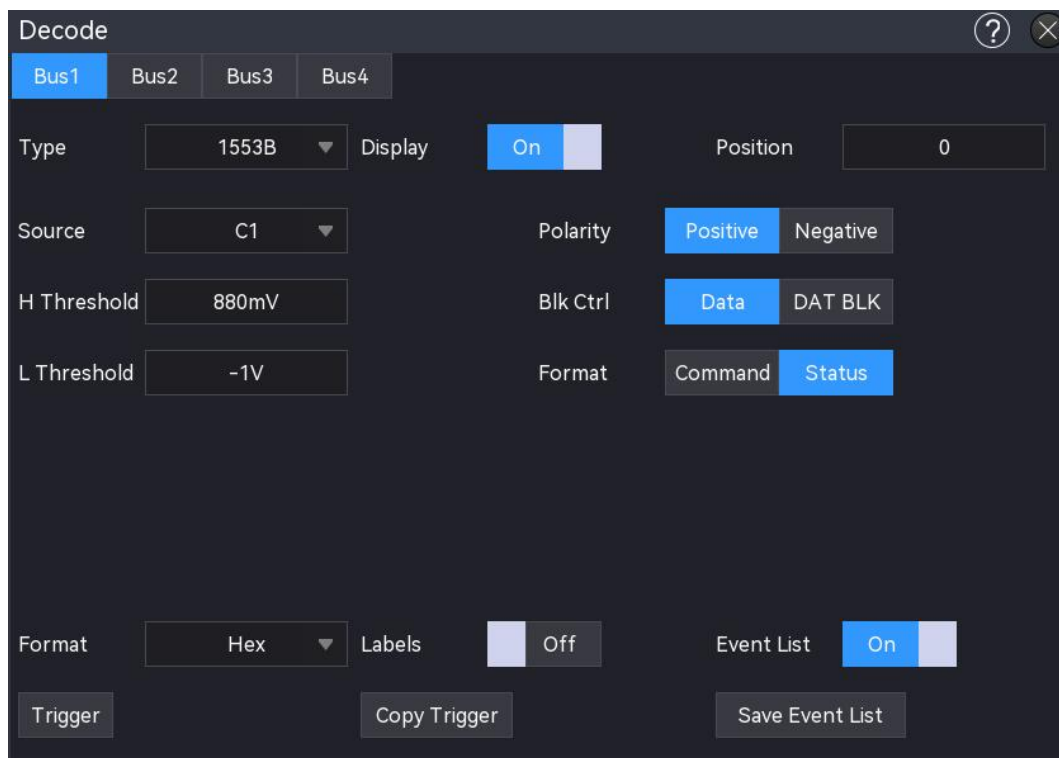 Decode ?
Bus1 Bus2 Bus3 Bus4
Type 1553B Display On Position 0
Source C1 Polarity Positive Negative
H Threshold 880mV Blk Ctrl Data DAT BLK
L Threshold -1V Format Command Status
Format Hex Labels Off Event List On
Trigger Copy Trigger Save Event List